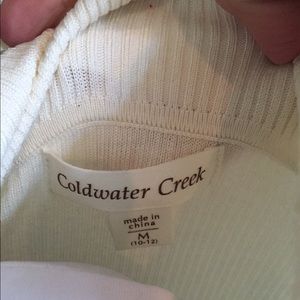 Coldwater Creek
made in
china
M
(10-12)